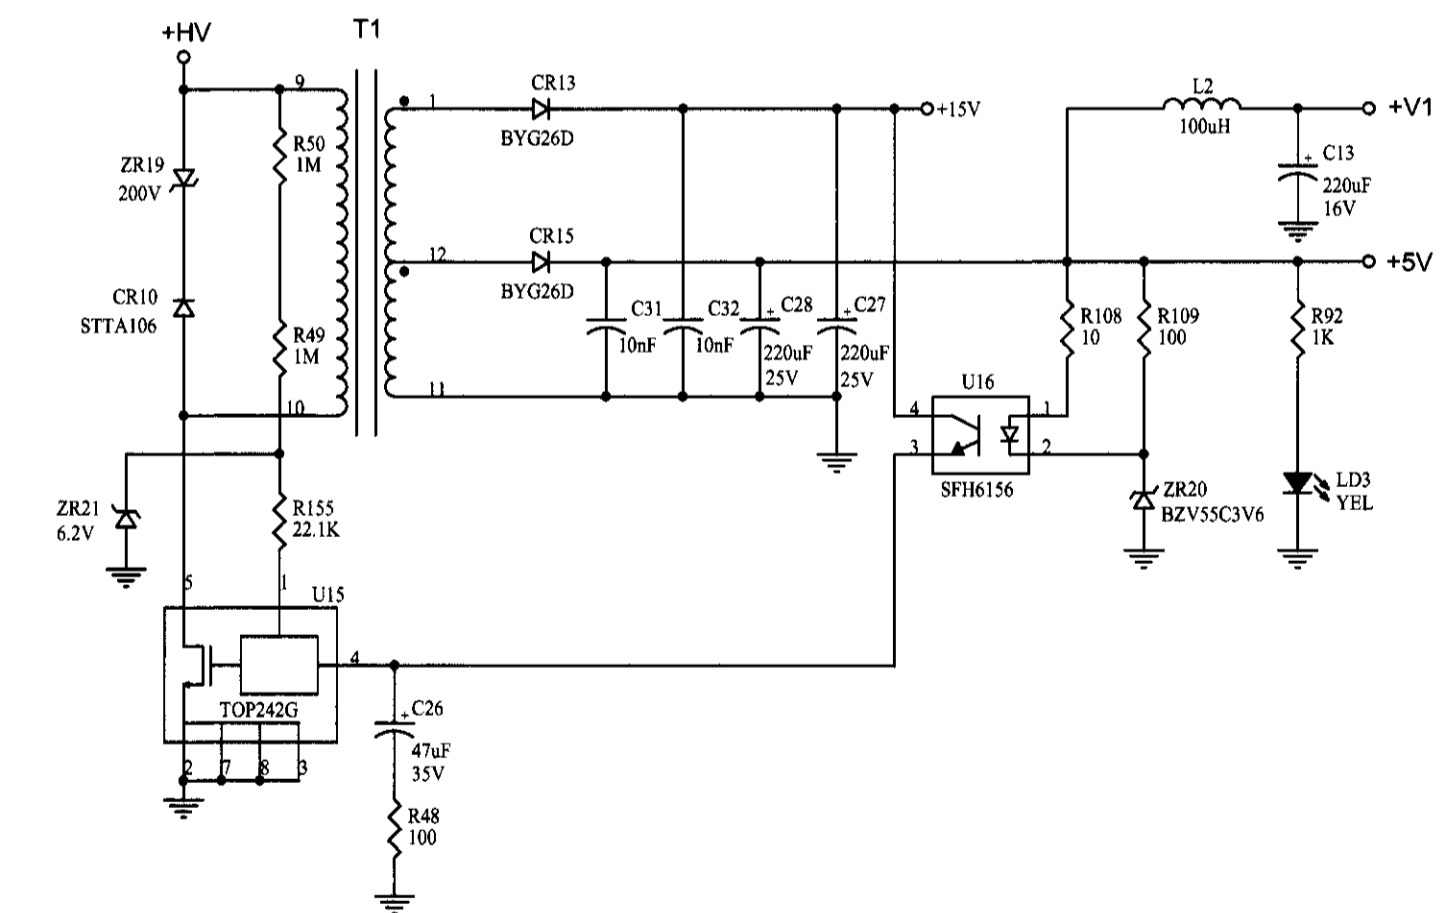 +HV
T1
9
1
CR13
BYG26D
+15V
L2
100uH
+V1
R50
1M
ZR19
200V
+
C13
220uF
16V
12
CR15
BYG26D
+5V
CR10
STTA106
R49
1M
C31
10nF
C32
10nF
+
C28
220uF
25V
+
C27
220uF
25V
R108
10
R109
100
R92
1K
10
11
U16
4
1
3
2
SFH6156
ZR20
BZV55C3V6
LD3
YEL
ZR21
6.2V
R155
22.1K
5
1
U15
4
TOP242G
2
7
8
3
+
C26
47uF
35V
R48
100